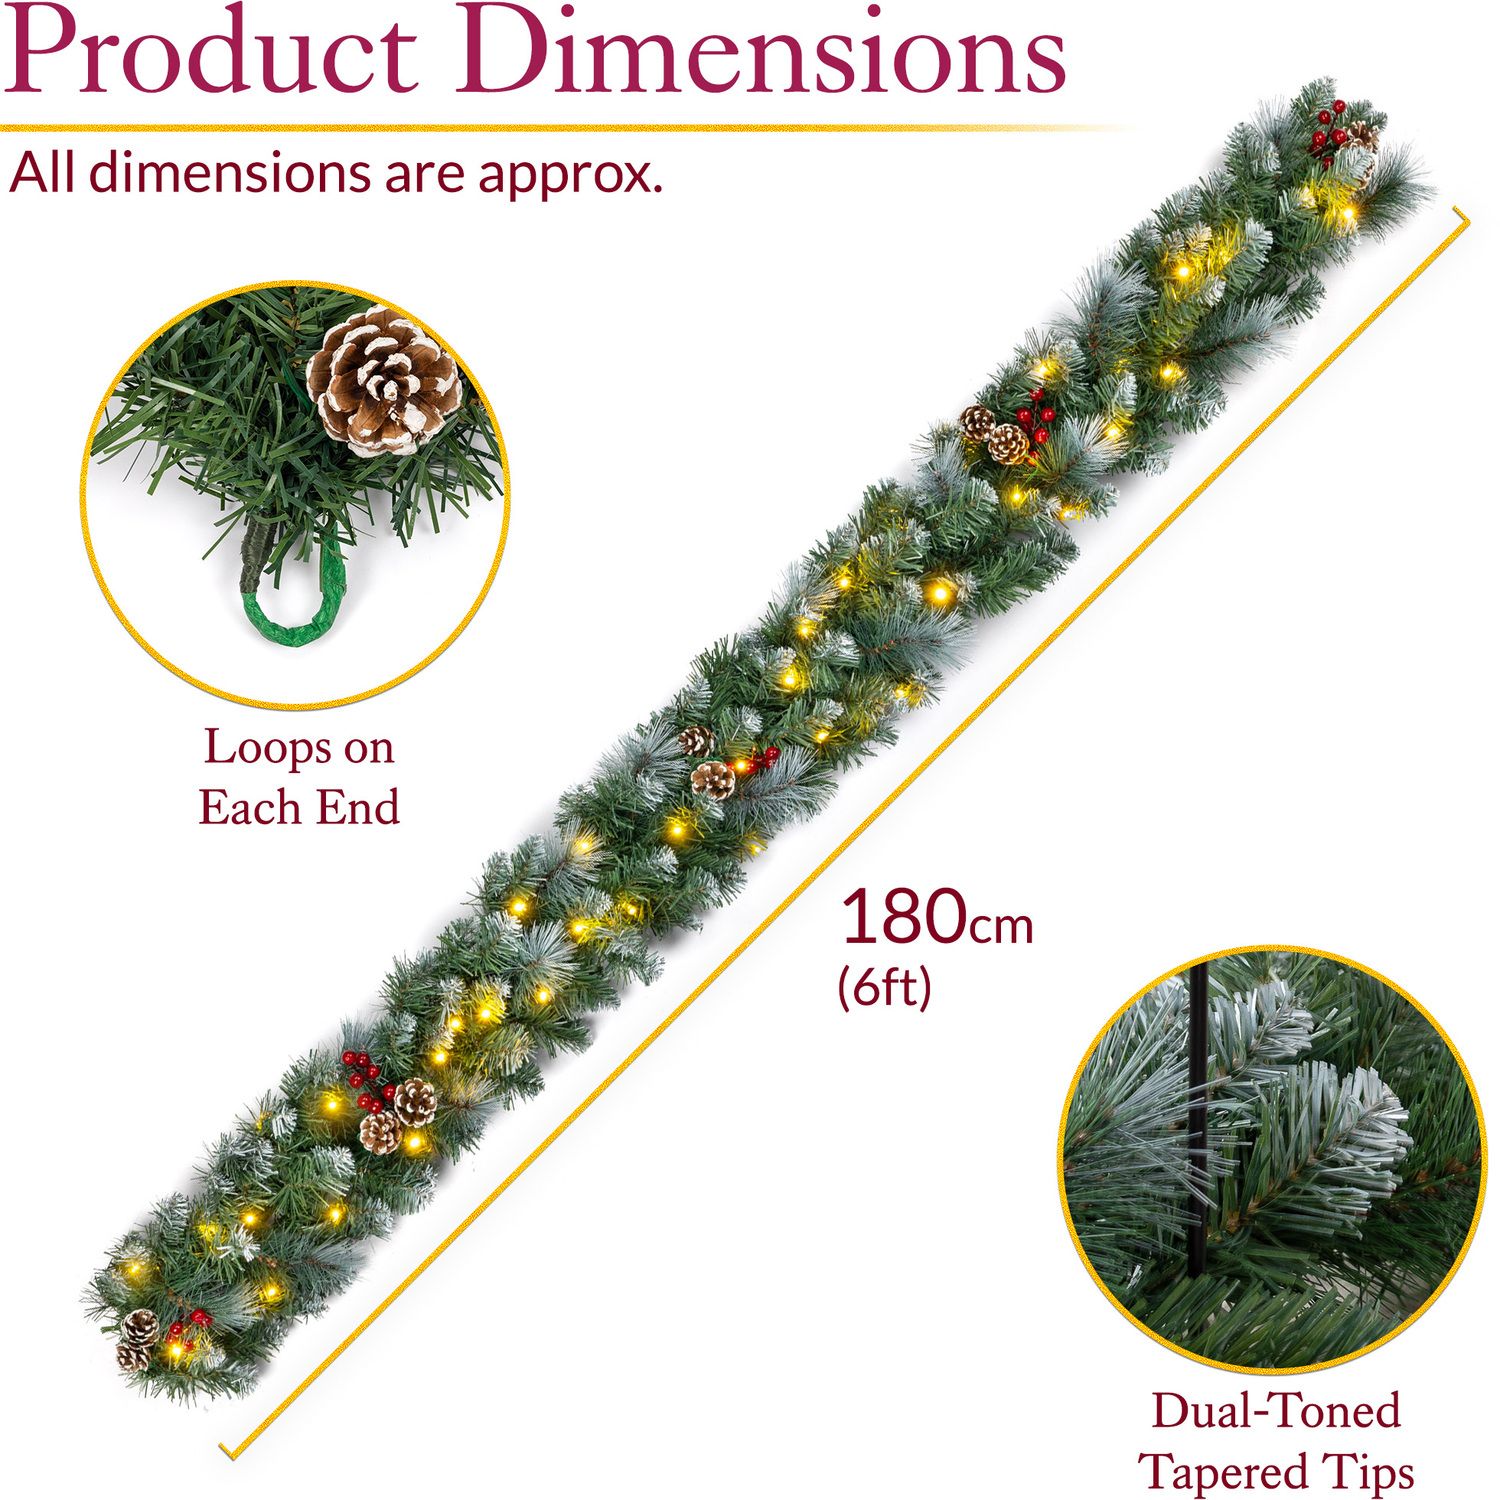 Product Dimensions
All dimensions are approx.
Loops on
Each End
180cm
(6ft)
Dual-Toned
Tapered Tips